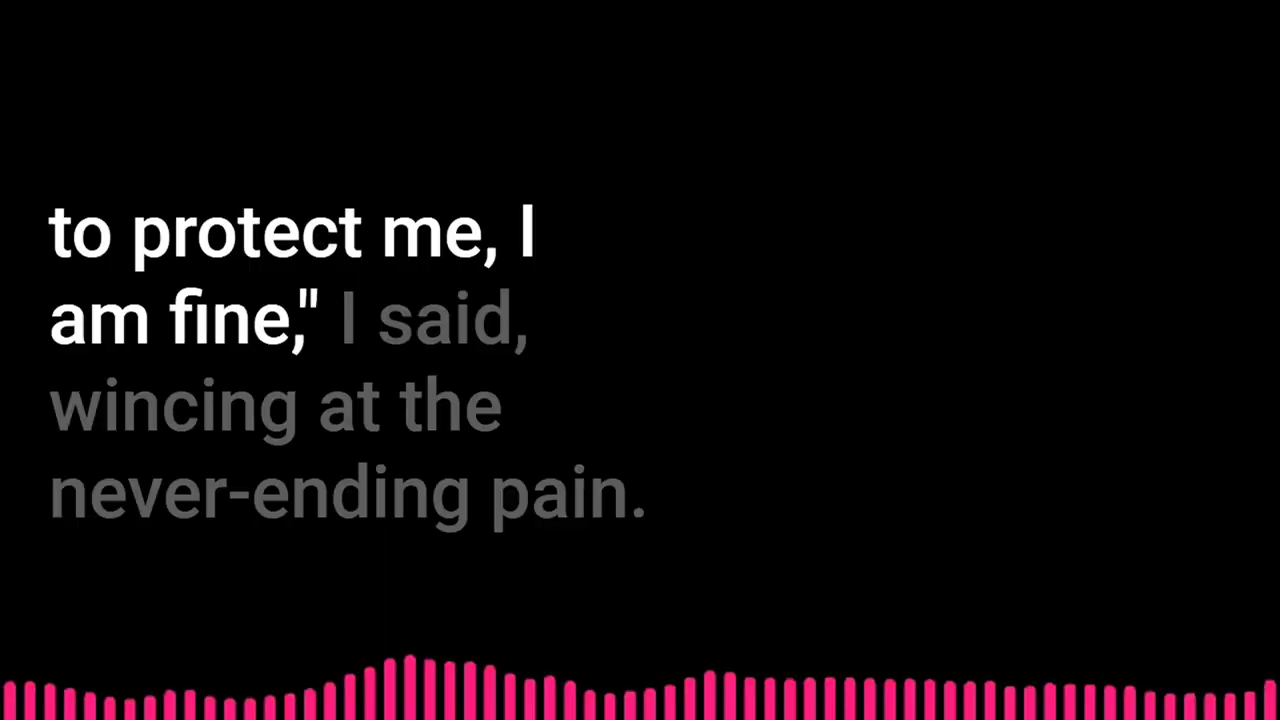 to protect me, I
am fine," I said,
wincing at the
never-ending pain.